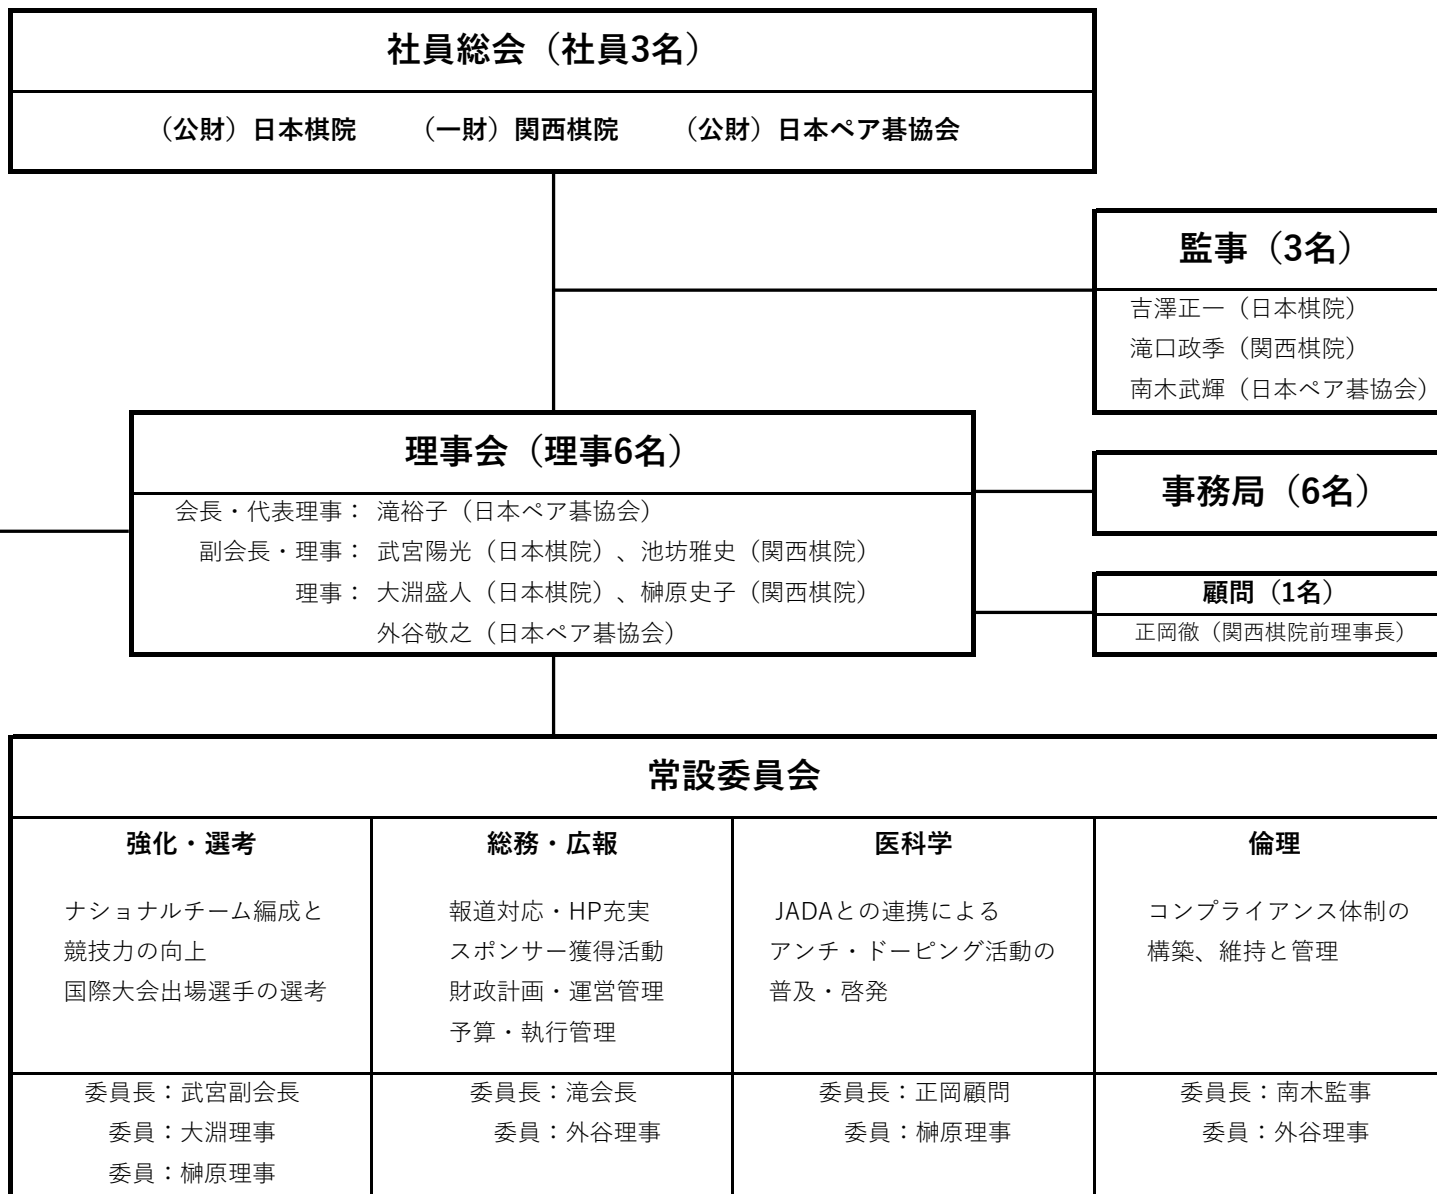 社員総会（社員3名）
（公財）日本棋院　（一財）関西棋院　（公財）日本ペア碁協会
監事（3名）
吉澤正一（日本棋院）
滝口政季（関西棋院）
南木武輝（日本ペア碁協会）
理事会（理事6名）
会長・代表理事： 滝裕子（日本ペア碁協会）
副会長・理事： 武宮陽光（日本棋院）、池坊雅史（関西棋院）
理事： 大淵盛人（日本棋院）、榊原史子（関西棋院）
外谷敬之（日本ペア碁協会）
事務局（6名）
顧問（1名）
正岡徹（関西棋院前理事長）
常設委員会
強化・選考
ナショナルチーム編成と
競技力の向上
国際大会出場選手の選考
委員長：武宮副会長
委員：大淵理事
委員：榊原理事
総務・広報
報道対応・HP充実
スポンサー獲得活動
財政計画・運営管理
予算・執行管理
委員長：滝会長
委員：外谷理事
医科学
JADAとの連携による
アンチ・ドーピング活動の
普及・啓発
委員長：正岡顧問
委員：榊原理事
倫理
コンプライアンス体制の
構築、維持と管理
委員長：南木監事
委員：外谷理事